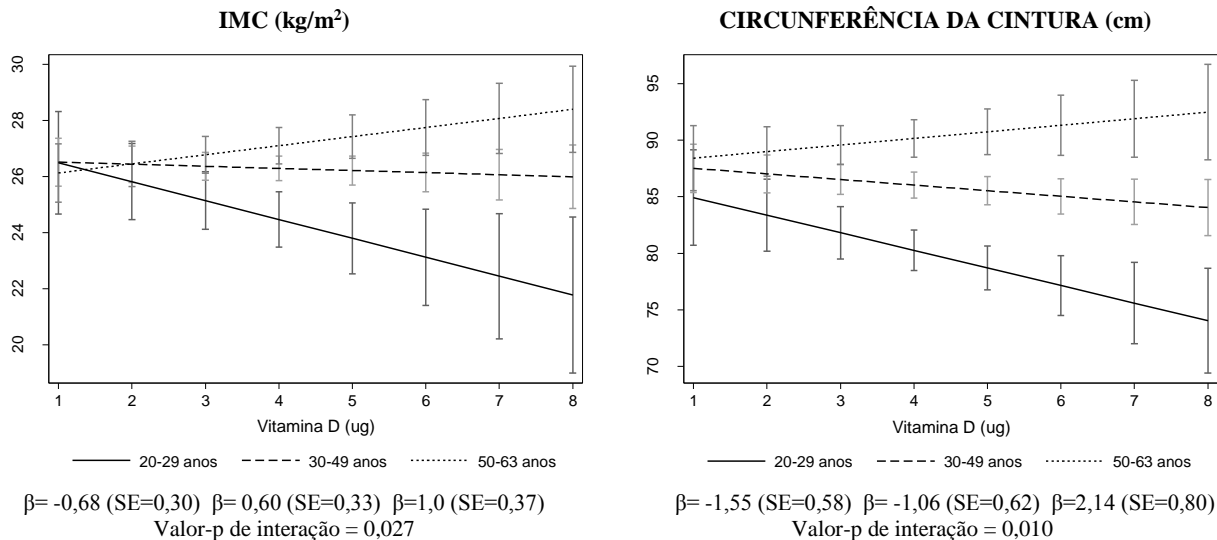 IMC (kg/m²)
30
28
26
24
22
20
1 2 3 4 5 6 7 8
Vitamina D (ug)
20-29 anos 30-49 anos 50-63 anos
β= -0,68 (SE=0,30) β= 0,60 (SE=0,33) β=1,0 (SE=0,37)
Valor-p de interação = 0,027
CIRCUNFERÊNCIA DA CINTURA (cm)
95
90
85
80
75
70
1 2 3 4 5 6 7 8
Vitamina D (ug)
20-29 anos 30-49 anos 50-63 anos
β= -1,55 (SE=0,58) β= -1,06 (SE=0,62) β=2,14 (SE=0,80)
Valor-p de interação = 0,010